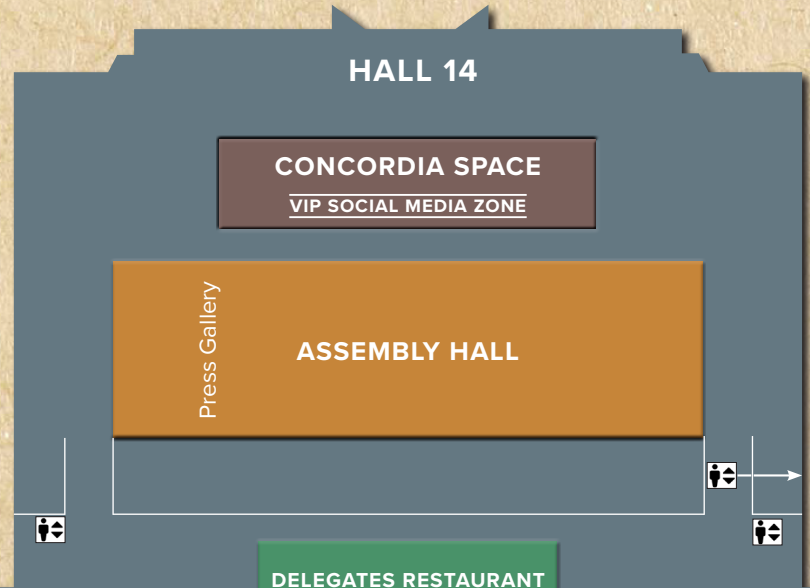 HALL 14
CONCORDIA SPACE
VIP SOCIAL MEDIA ZONE
Press Gallery
ASSEMBLY HALL
DELEGATES RESTAURANT